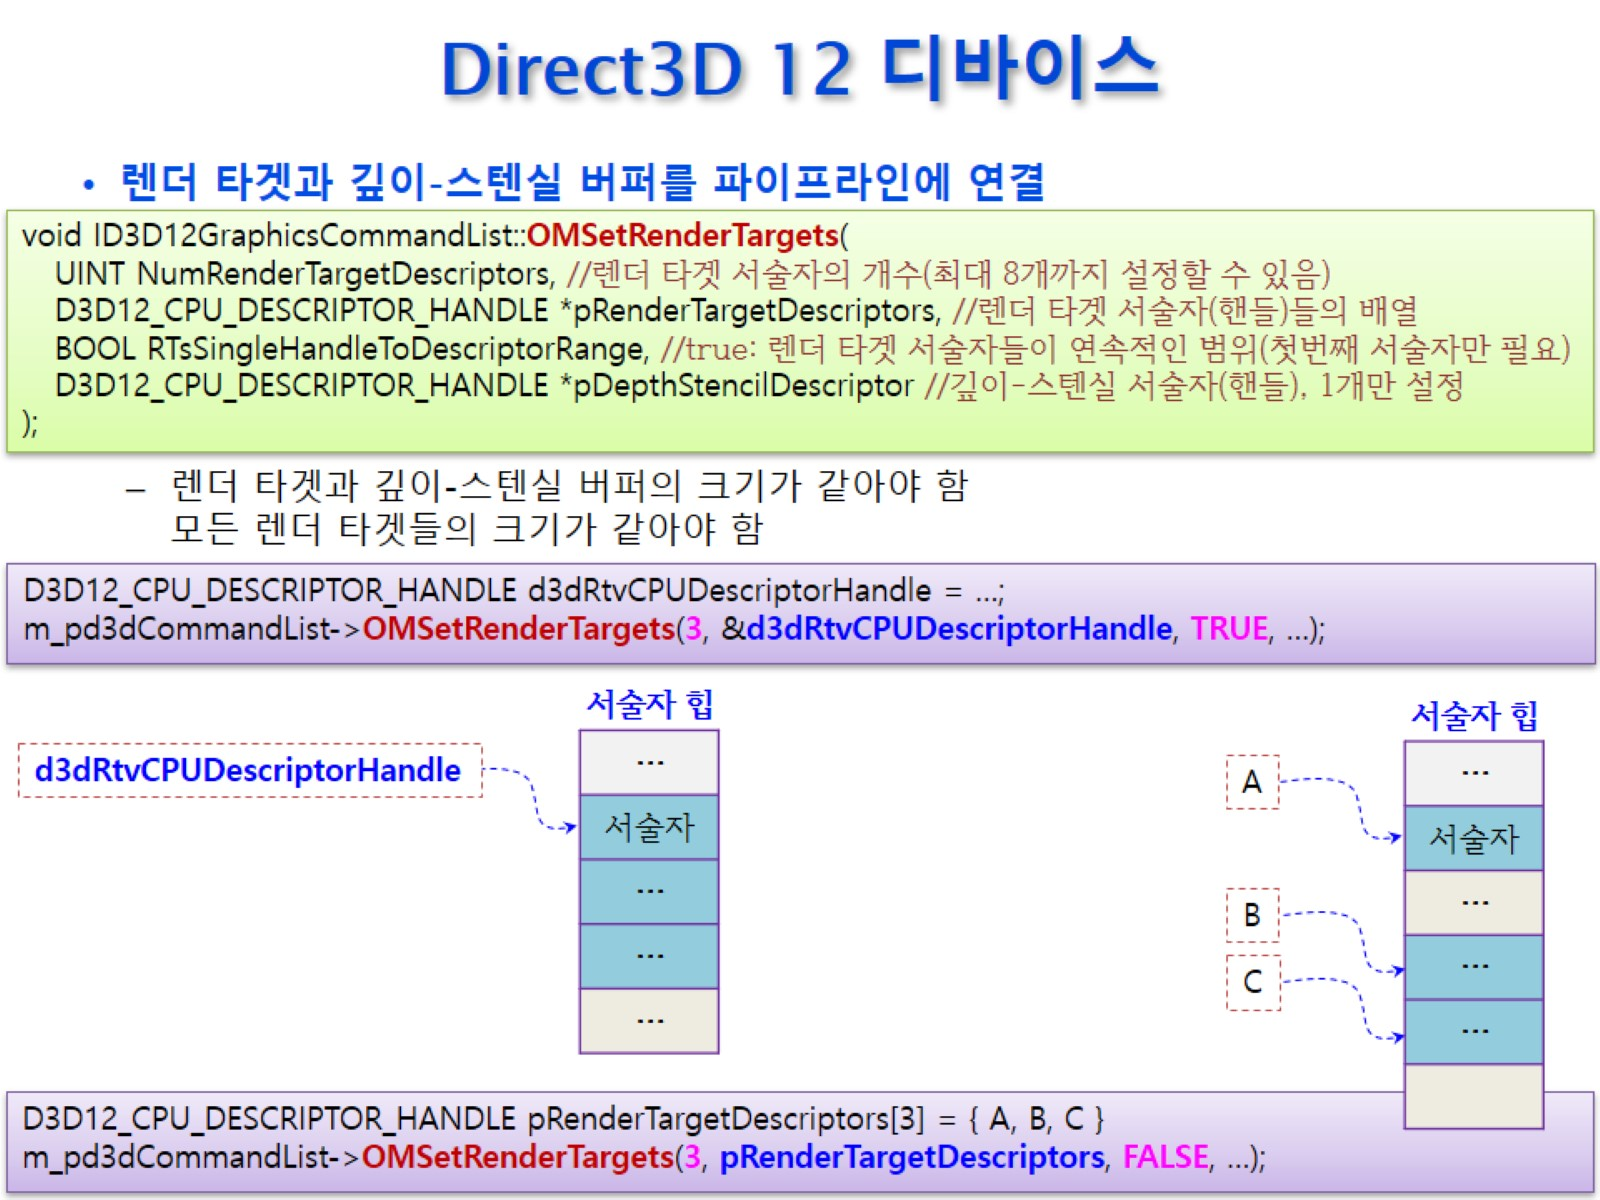 Direct3D 12 디바이스
• 렌더 타겟과 깊이-스텐실 버퍼를 파이프라인에 연결
void ID3D12GraphicsCommandList::OMSetRenderTargets(
UINT NumRenderTargetDescriptors, //렌더 타겟 서술자의 개수(최대 8개까지 설정할 수 있음)
D3D12_CPU_DESCRIPTOR_HANDLE *pRenderTargetDescriptors, //렌더 타겟 서술자(핸들)들의 배열
BOOL RTsSingleHandleToDescriptorRange, //true: 렌더 타겟 서술자들이 연속적인 범위(첫번째 서술자만 필요)
D3D12_CPU_DESCRIPTOR_HANDLE *pDepthStencilDescriptor //깊이-스텐실 서술자(핸들), 1개만 설정
);
– 렌더 타겟과 깊이-스텐실 버퍼의 크기가 같아야 함
모든 렌더 타겟들의 크기가 같아야 함
D3D12_CPU_DESCRIPTOR_HANDLE d3dRtvCPUDescriptorHandle = ...;
m_pd3dCommandList->OMSetRenderTargets(3, &d3dRtvCPUDescriptorHandle, TRUE, ...);
서술자 힙
d3dRtvCPUDescriptorHandle
...
서술자
...
...
...
서술자 힙
A
B
C
...
서술자
...
...
...
D3D12_CPU_DESCRIPTOR_HANDLE pRenderTargetDescriptors[3] = { A, B, C }
m_pd3dCommandList->OMSetRenderTargets(3, pRenderTargetDescriptors, FALSE, ...);